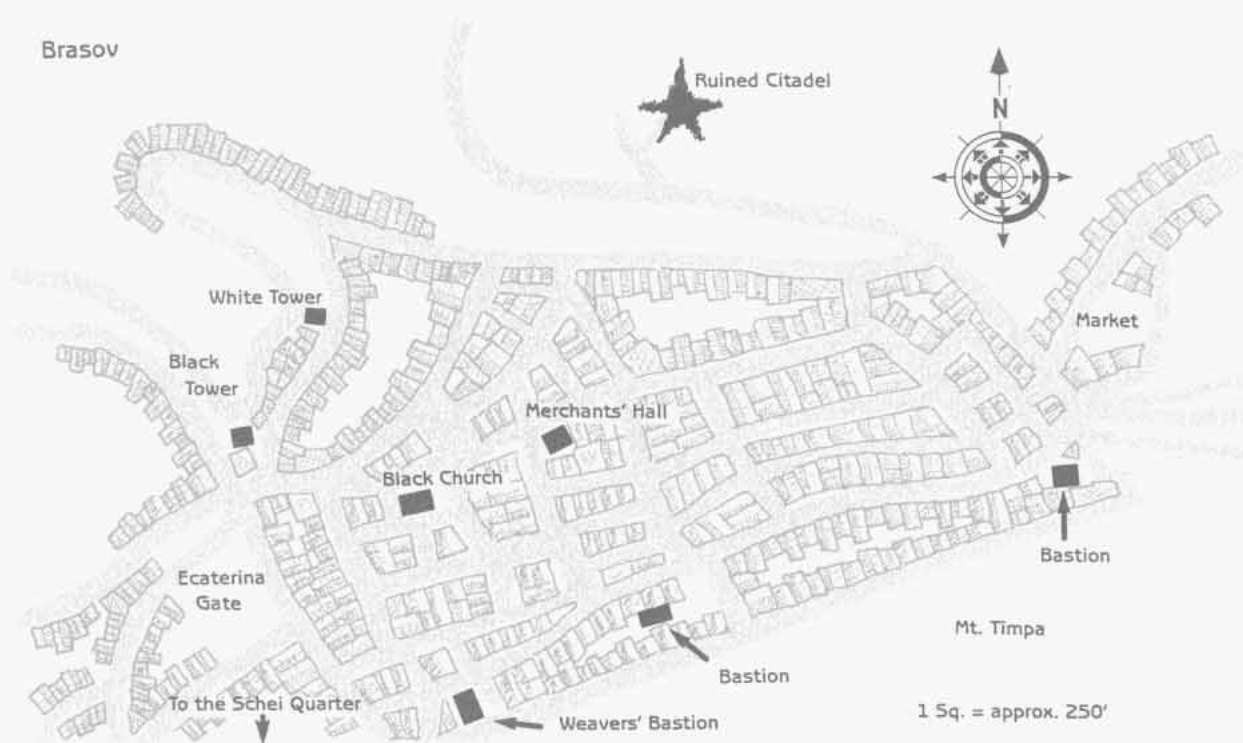 Brasov
Ruined Citadel
N
White Tower
Market
Black
Tower
Merchants' Hall
Black Church
Bastion
Ecaterina
Gate
Mt. Timpa
Bastion
To the Schei Quarter
Weavers' Bastion
1 Sq. = approx. 250'